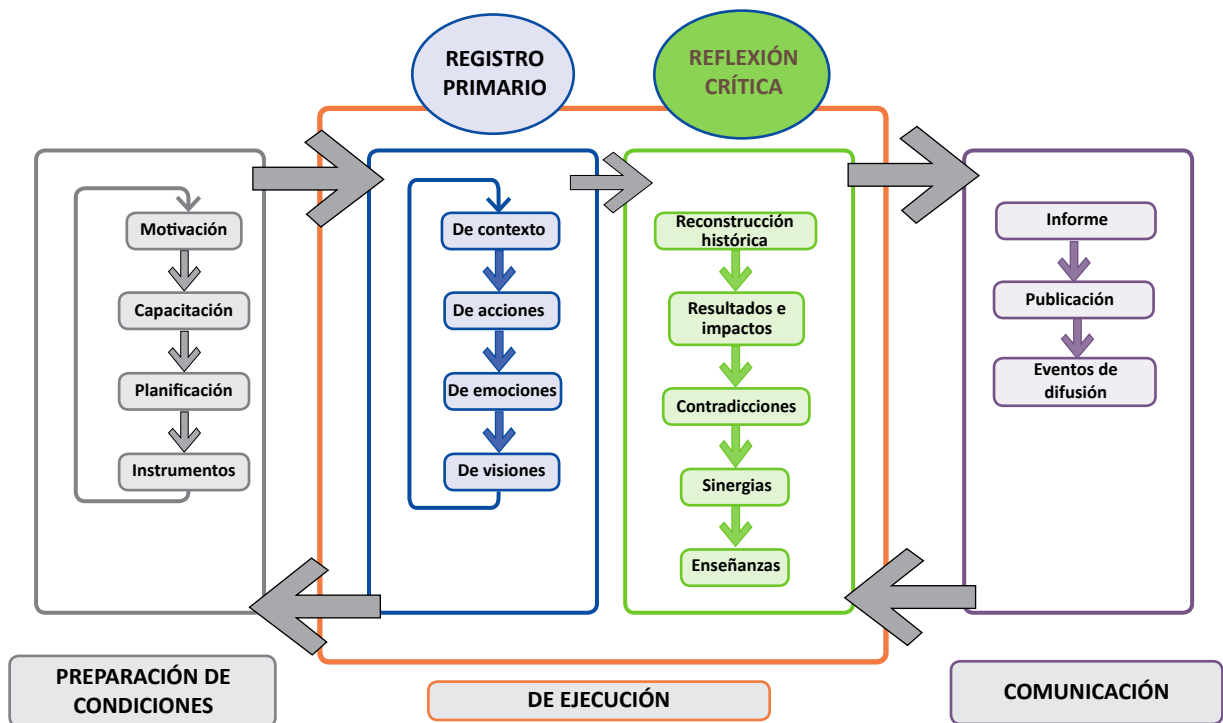 REGISTRO
PRIMARIO
REFLEXIÓN
CRÍTICA
Motivación
Capacitación
Planificación
Instrumentos
De contexto
De acciones
De emociones
De visiones
Reconstrucción
histórica
Resultados e
impactos
Contradicciones
Sinergias
Enseñanzas
Informe
Publicación
Eventos de
difusión
PREPARACIÓN DE
CONDICIONES
DE EJECUCIÓN
COMUNICACIÓN